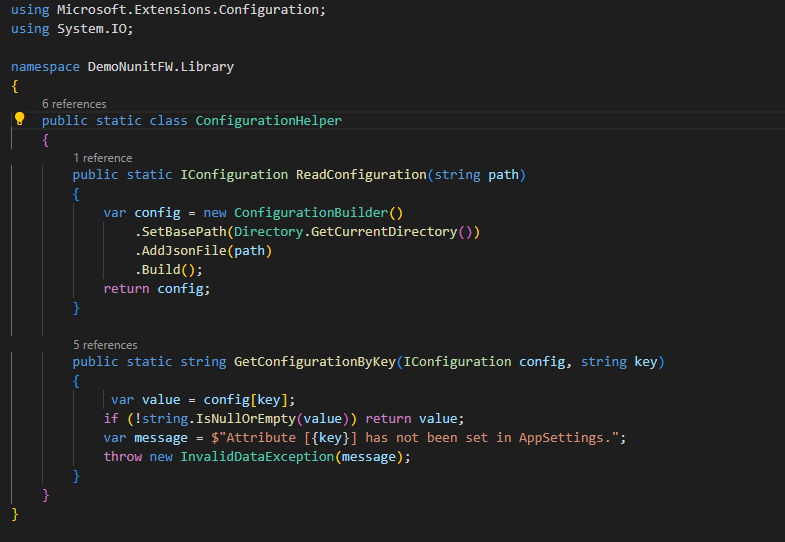 using Microsoft.Extensions.Configuration;
using System.IO;
namespace DemoNunitFW.Library
{
6 references
public static class ConfigurationHelper
{
1 reference
public static IConfiguration ReadConfiguration(string path)
{
var config = new ConfigurationBuilder()
.SetBasePath(Directory.GetCurrentDirectory())
.AddJsonFile(path)
.Build();
return config;
}
5 references
public static string GetConfigurationByKey(IConfiguration config, string key)
{
var value = config[key];
if (!string.IsNullOrEmpty(value)) return value;
var message = $"Attribute [{key}] has not been set in AppSettings.";
throw new InvalidDataException(message);
}
}
}